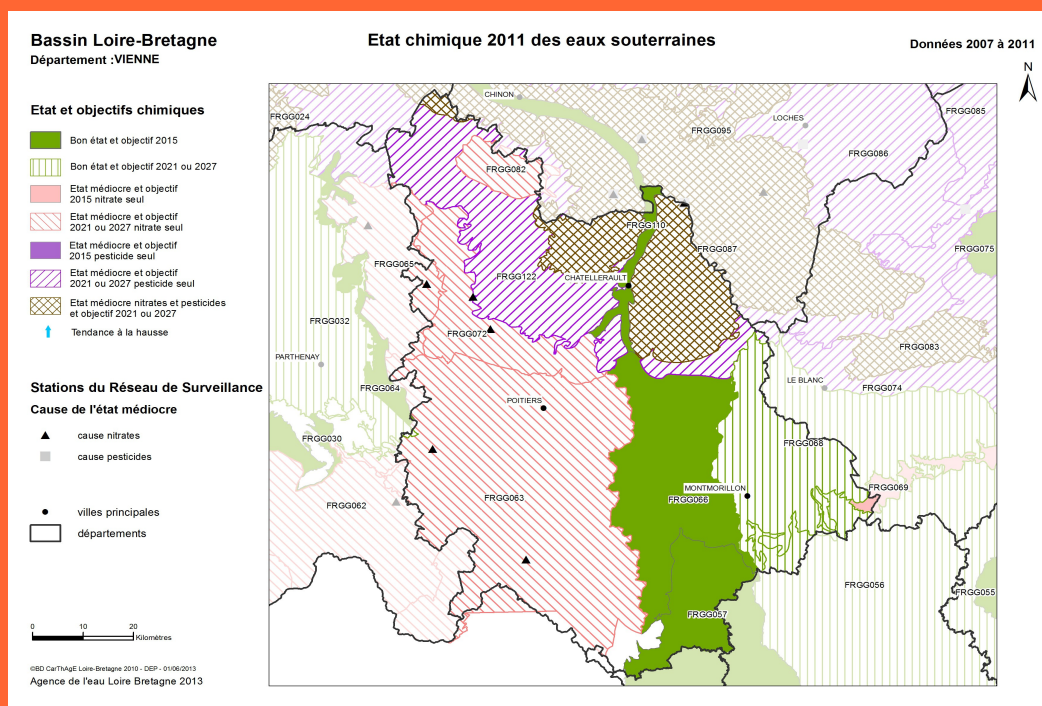 Bassin Loire-Bretagne
Département :VIENNE
Etat chimique 2011 des eaux souterraines
Données 2007 à 2011
N
Etat et objectifs chimiques
Bon état et objectif 2015
Bon état et objectif 2021 ou 2027
Etat médiocre et objectif
2015 nitrate seul
Etat médiocre et objectif
2021 ou 2027 nitrate seul
Etat médiocre et objectif
2015 pesticide seul
Etat médiocre et objectif
2021 ou 2027 pesticide seul
Etat médiocre nitrates et pesticides
et objectif 2021 ou 2027
Tendance à la hausse
Stations du Réseau de Surveillance
Cause de l'état médiocre
cause nitrates
cause pesticides
villes principales
départements
0 10 20
Kilomètres
©BD CarThAgE Loire-Bretagne 2010 - DEP - 01/06/2013
Agence de l'eau Loire Bretagne 2013
CHINON
FRGG024
FRGG085
LOCHES
FRGG095
FRGG086
FRGG082
FRGG110
FRGG087
FRGG075
FRGG065
FRGG122
CHATELLERAULT
FRGG032
FRGG072
FRGG083
PARTHENAY
LE BLANC
FRGG064
FRGG074
POITIERS
FRGG030
FRGG068
MONTMORILLON
FRGG069
FRGG062
FRGG063
FRGG066
FRGG056
FRGG055
FRGG057